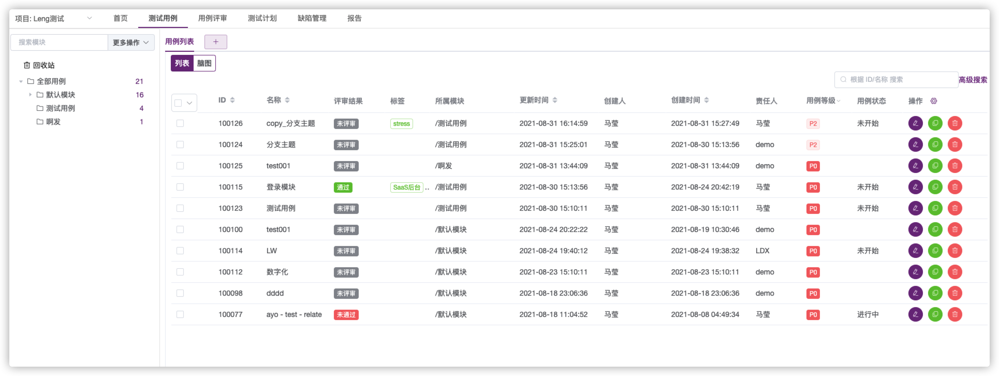 项目: Leng测试 首页 测试用例 用例评审 测试计划 缺陷管理 报告
搜索模块 更多操作
回收站
全部用例 21
默认模块 16
测试用例 4
啊发 1
用例列表 +
列表 脑图
根据 ID/名称 搜索 高级搜索
ID 名称 评审结果 标签 所属模块 更新时间 创建人 创建时间 责任人 用例等级 用例状态 操作
100126 copy_分支主题 未评审 stress /测试用例 2021-08-31 16:14:59 马莹 2021-08-31 15:27:49 马莹 P2 未开始
100124 分支主题 未评审 /测试用例 2021-08-31 15:25:01 马莹 2021-08-30 15:13:56 demo P2
100125 test001 未评审 /啊发 2021-08-31 13:44:09 马莹 2021-08-31 13:44:09 demo P0
100115 登录模块 通过 SaaS后台 .. /测试用例 2021-08-30 15:13:56 马莹 2021-08-24 20:42:19 马莹 P0 未开始
100123 测试用例 未评审 /测试用例 2021-08-30 15:10:11 马莹 2021-08-30 15:10:11 马莹 P0 未开始
100100 test001 未评审 /默认模块 2021-08-24 20:22:22 马莹 2021-08-19 10:30:46 demo P0
100114 LW 未评审 /默认模块 2021-08-24 19:40:12 马莹 2021-08-24 19:38:32 LDX P0 未开始
100112 数字化 未评审 /默认模块 2021-08-23 15:10:11 马莹 2021-08-23 15:10:11 demo P0
100098 dddd 未评审 /默认模块 2021-08-18 23:06:36 马莹 2021-08-18 23:06:36 demo P0
100077 ayo - test - relate 未通过 /默认模块 2021-08-18 11:04:52 马莹 2021-08-08 04:49:34 马莹 P0 进行中